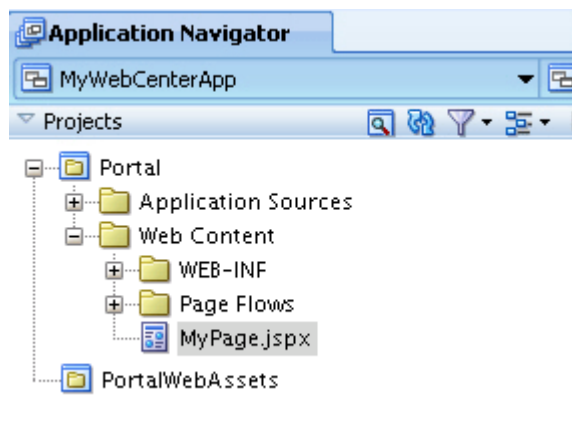 Application Navigator
MyWebCenterApp
Projects
Portal
Application Sources
Web Content
WEB-INF
Page Flows
MyPage.jspx
PortalWebAssets